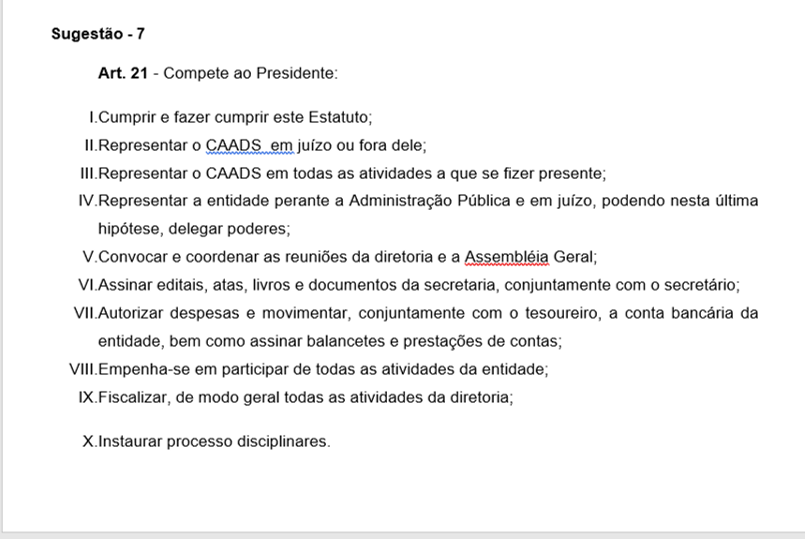 Sugestão - 7
Art. 21 - Compete ao Presidente:
I.Cumprir e fazer cumprir este Estatuto;
II.Representar o CAADS  em juízo ou fora dele;
III.Representar o CAADS em todas as atividades a que se fizer presente;
IV.Representar a entidade perante a Administração Pública e em juízo, podendo nesta última
hipótese, delegar poderes;
V.Convocar e coordenar as reuniões da diretoria e a Assembléia Geral;
VI.Assinar editais, atas, livros e documentos da secretaria, conjuntamente com o secretário;
VII.Autorizar despesas e movimentar, conjuntamente com o tesoureiro, a conta bancária da
entidade, bem como assinar balancetes e prestações de contas;
VIII.Empenha-se em participar de todas as atividades da entidade;
IX.Fiscalizar, de modo geral todas as atividades da diretoria;
X.Instaurar processo disciplinares.